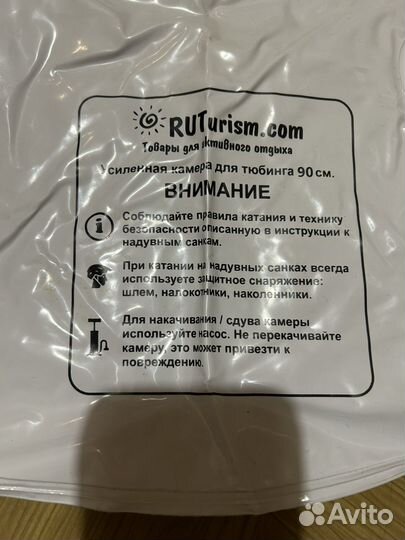 RUTurism.com
Товары для активного отдыха
Усиленная камера для тюбинга 90 см.
ВНИМАНИЕ
Соблюдайте правила катания и технику
безопасности описанную в инструкции к
надувным санкам.
При катании на надувных санках всегда
используете защитное снаряжение:
шлем, налокотники, наколенники.
Для накачивания / сдува камеры
используйте насос. Не перекачивайте
камеру, это может привезти к
повреждению.
Avito